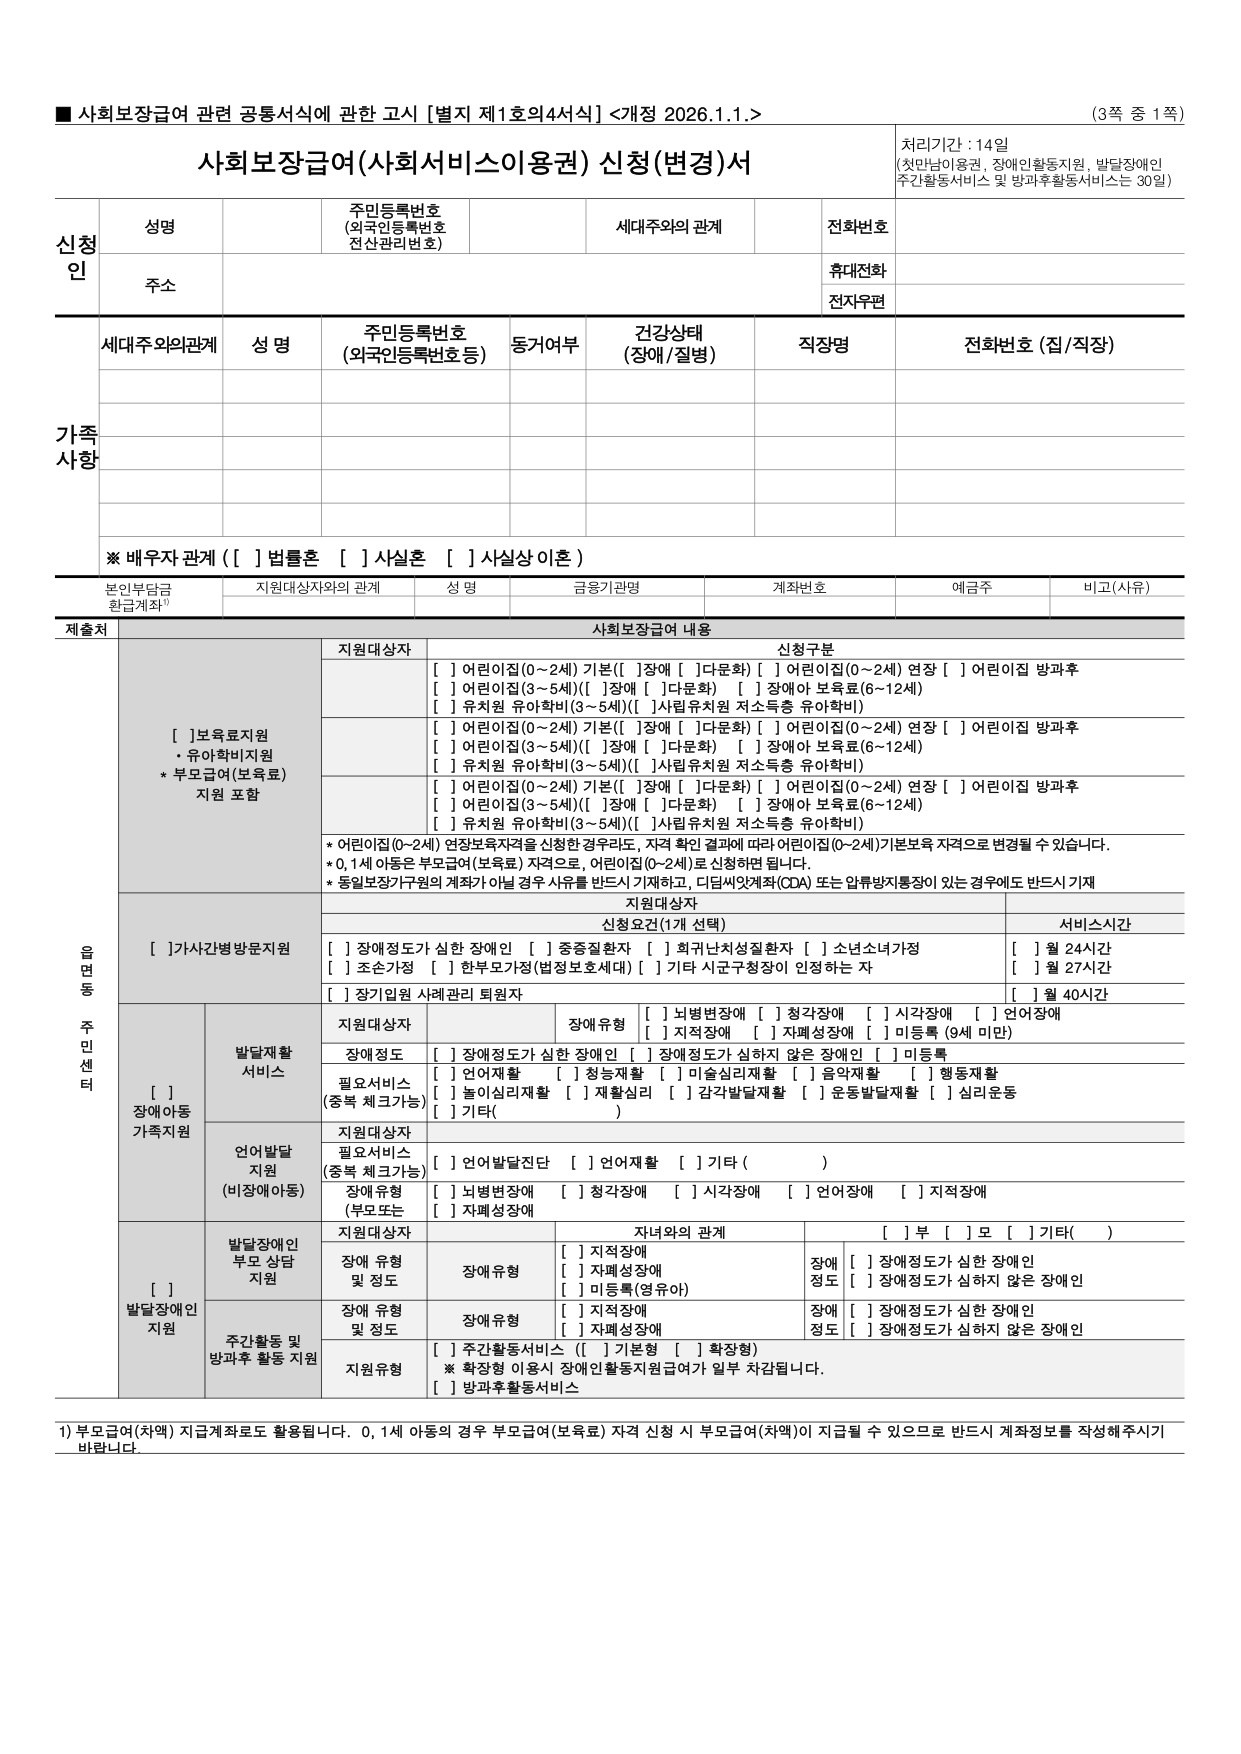 ■ 사회보장급여 관련 공통서식에 관한 고시 [별지 제1호의4서식] <개정 2026.1.1.>
(3쪽 중 1쪽)
사회보장급여(사회서비스이용권) 신청(변경)서
처리기간 : 14일
(첫만남이용권, 장애인활동지원, 발달장애인
주간활동서비스 및 방과후활동서비스는 30일)
신청
인
성명
주민등록번호
(외국인등록번호
전산관리번호)
세대주와의 관계
전화번호
주소
휴대전화
전자우편
가족
사항
세대주와의관계
성 명
주민등록번호
(외국인등록번호 등)
동거여부
건강상태
(장애/질병)
직장명
전화번호 (집/직장)
※ 배우자 관계 ( [ ] 법률혼 [ ] 사실혼 [ ] 사실상 이혼 )
본인부담금
환급계좌1)
지원대상자와의 관계
성 명
금융기관명
계좌번호
예금주
비고(사유)
제출처
사회보장급여 내용
읍
면
동
주
민
센
터
[ ]보육료지원
·유아학비지원
* 부모급여(보육료)
지원 포함
지원대상자
신청구분
[ ] 어린이집(0~2세) 기본([ ]장애 [ ]다문화) [ ] 어린이집(0~2세) 연장 [ ] 어린이집 방과후
[ ] 어린이집(3~5세)([ ]장애 [ ]다문화) [ ] 장애아 보육료(6~12세)
[ ] 유치원 유아학비(3~5세)([ ]사립유치원 저소득층 유아학비)
[ ] 어린이집(0~2세) 기본([ ]장애 [ ]다문화) [ ] 어린이집(0~2세) 연장 [ ] 어린이집 방과후
[ ] 어린이집(3~5세)([ ]장애 [ ]다문화) [ ] 장애아 보육료(6~12세)
[ ] 유치원 유아학비(3~5세)([ ]사립유치원 저소득층 유아학비)
[ ] 어린이집(0~2세) 기본([ ]장애 [ ]다문화) [ ] 어린이집(0~2세) 연장 [ ] 어린이집 방과후
[ ] 어린이집(3~5세)([ ]장애 [ ]다문화) [ ] 장애아 보육료(6~12세)
[ ] 유치원 유아학비(3~5세)([ ]사립유치원 저소득층 유아학비)
* 어린이집(0~2세) 연장보육자격을 신청한 경우라도, 자격 확인 결과에 따라 어린이집(0~2세)기본보육 자격으로 변경될 수 있습니다.
* 0, 1세 아동은 부모급여(보육료) 자격으로, 어린이집(0~2세)로 신청하면 됩니다.
* 동일보장가구원의 계좌가 아닐 경우 사유를 반드시 기재하고, 디딤씨앗계좌(CDA) 또는 압류방지통장이 있는 경우에도 반드시 기재
[ ]가사간병방문지원
지원대상자
신청요건(1개 선택)
서비스시간
[ ] 장애정도가 심한 장애인 [ ] 중증질환자 [ ] 희귀난치성질환자 [ ] 소년소녀가정
[ ] 조손가정 [ ] 한부모가정(법정보호세대) [ ] 기타 시군구청장이 인정하는 자
[ ] 월 24시간
[ ] 월 27시간
[ ] 장기입원 사례관리 퇴원자
[ ] 월 40시간
[ ]
장애아동
가족지원
발달재활
서비스
지원대상자
장애유형
[ ] 뇌병변장애 [ ] 청각장애 [ ] 시각장애 [ ] 언어장애
[ ] 지적장애 [ ] 자폐성장애 [ ] 미등록 (9세 미만)
장애정도
[ ] 장애정도가 심한 장애인 [ ] 장애정도가 심하지 않은 장애인 [ ] 미등록
필요서비스
(중복 체크가능)
[ ] 언어재활 [ ] 청능재활 [ ] 미술심리재활 [ ] 음악재활 [ ] 행동재활
[ ] 놀이심리재활 [ ] 재활심리 [ ] 감각발달재활 [ ] 운동발달재활 [ ] 심리운동
[ ] 기타( )
언어발달
지원
(비장애아동)
지원대상자
필요서비스
(중복 체크가능)
[ ] 언어발달진단 [ ] 언어재활 [ ] 기타 ( )
장애유형
(부모또는
[ ] 뇌병변장애 [ ] 청각장애 [ ] 시각장애 [ ] 언어장애 [ ] 지적장애
[ ] 자폐성장애
[ ]
발달장애인
지원
발달장애인
부모 상담
지원
지원대상자
자녀와의 관계
[ ] 부 [ ] 모 [ ] 기타( )
장애 유형
및 정도
장애유형
[ ] 지적장애
[ ] 자폐성장애
[ ] 미등록(영유아)
장애
정도
[ ] 장애정도가 심한 장애인
[ ] 장애정도가 심하지 않은 장애인
주간활동 및
방과후 활동 지원
장애 유형
및 정도
장애유형
[ ] 지적장애
[ ] 자폐성장애
장애
정도
[ ] 장애정도가 심한 장애인
[ ] 장애정도가 심하지 않은 장애인
지원유형
[ ] 주간활동서비스 ([ ] 기본형 [ ] 확장형)
※ 확장형 이용시 장애인활동지원급여가 일부 차감됩니다.
[ ] 방과후활동서비스
1) 부모급여(차액) 지급계좌로도 활용됩니다. 0, 1세 아동의 경우 부모급여(보육료) 자격 신청 시 부모급여(차액)이 지급될 수 있으므로 반드시 계좌정보를 작성해주시기
바랍니다.